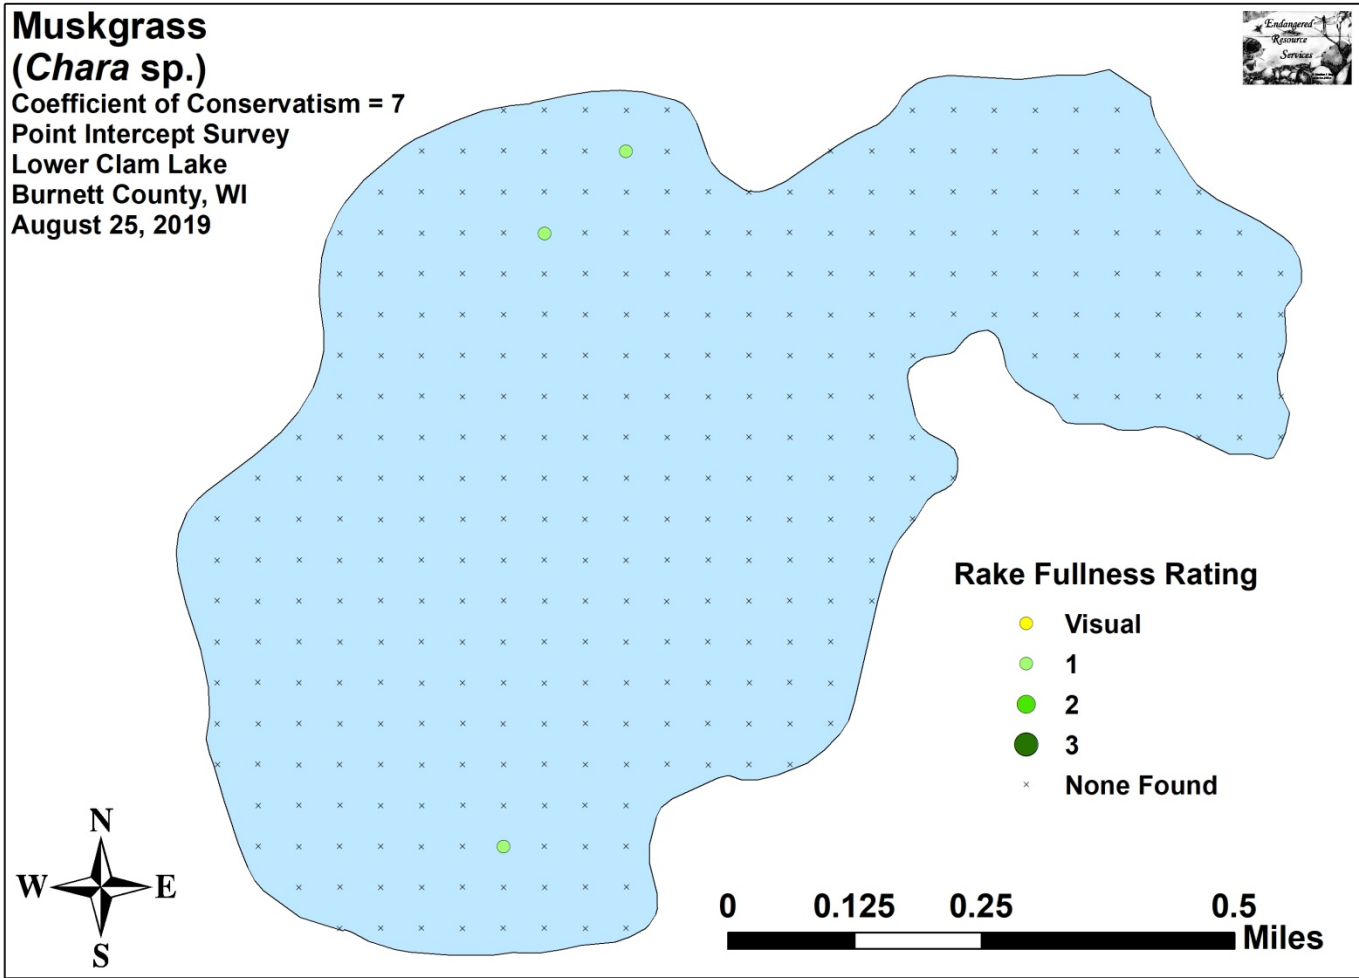 Muskgrass
(Chara sp.)
Coefficient of Conservatism = 7
Point Intercept Survey
Lower Clam Lake
Burnett County, WI
August 25, 2019
Endangered
Resource
Services
Rake Fullness Rating
Visual
1
2
3
None Found
N
W E
S
0 0.125 0.25 0.5
Miles